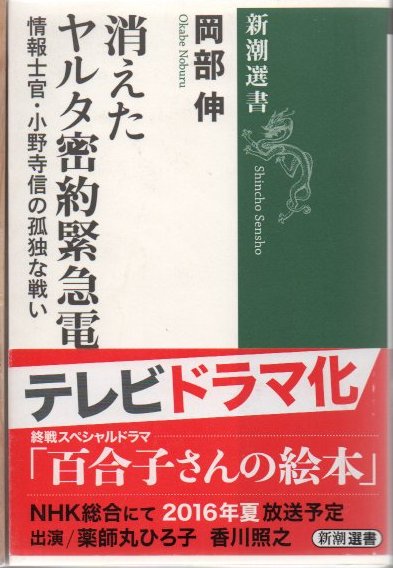 新潮選書
Shincho Sensho
岡部 伸
Okabe Noburu
消えた
ヤルタ密約緊急電
情報士官・小野寺信の孤独な戦い
テレビドラマ化
終戦スペシャルドラマ
「百合子さんの絵本」
NHK総合にて 2016年夏 放送予定
出演/薬師丸ひろ子 香川照之
新潮選書